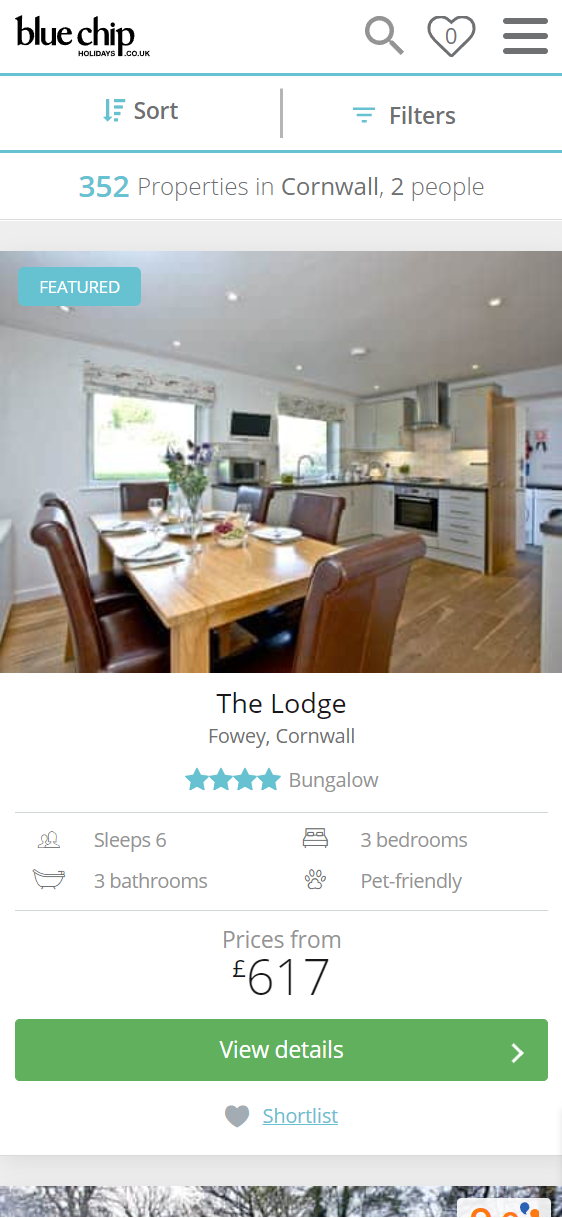 blue chip
HOLIDAYS .CO.UK
0
Sort
Filters
352 Properties in Cornwall, 2 people
FEATURED
The Lodge
Fowey, Cornwall
Bungalow
Sleeps 6
3 bedrooms
3 bathrooms
Pet-friendly
Prices from
£617
View details
Shortlist